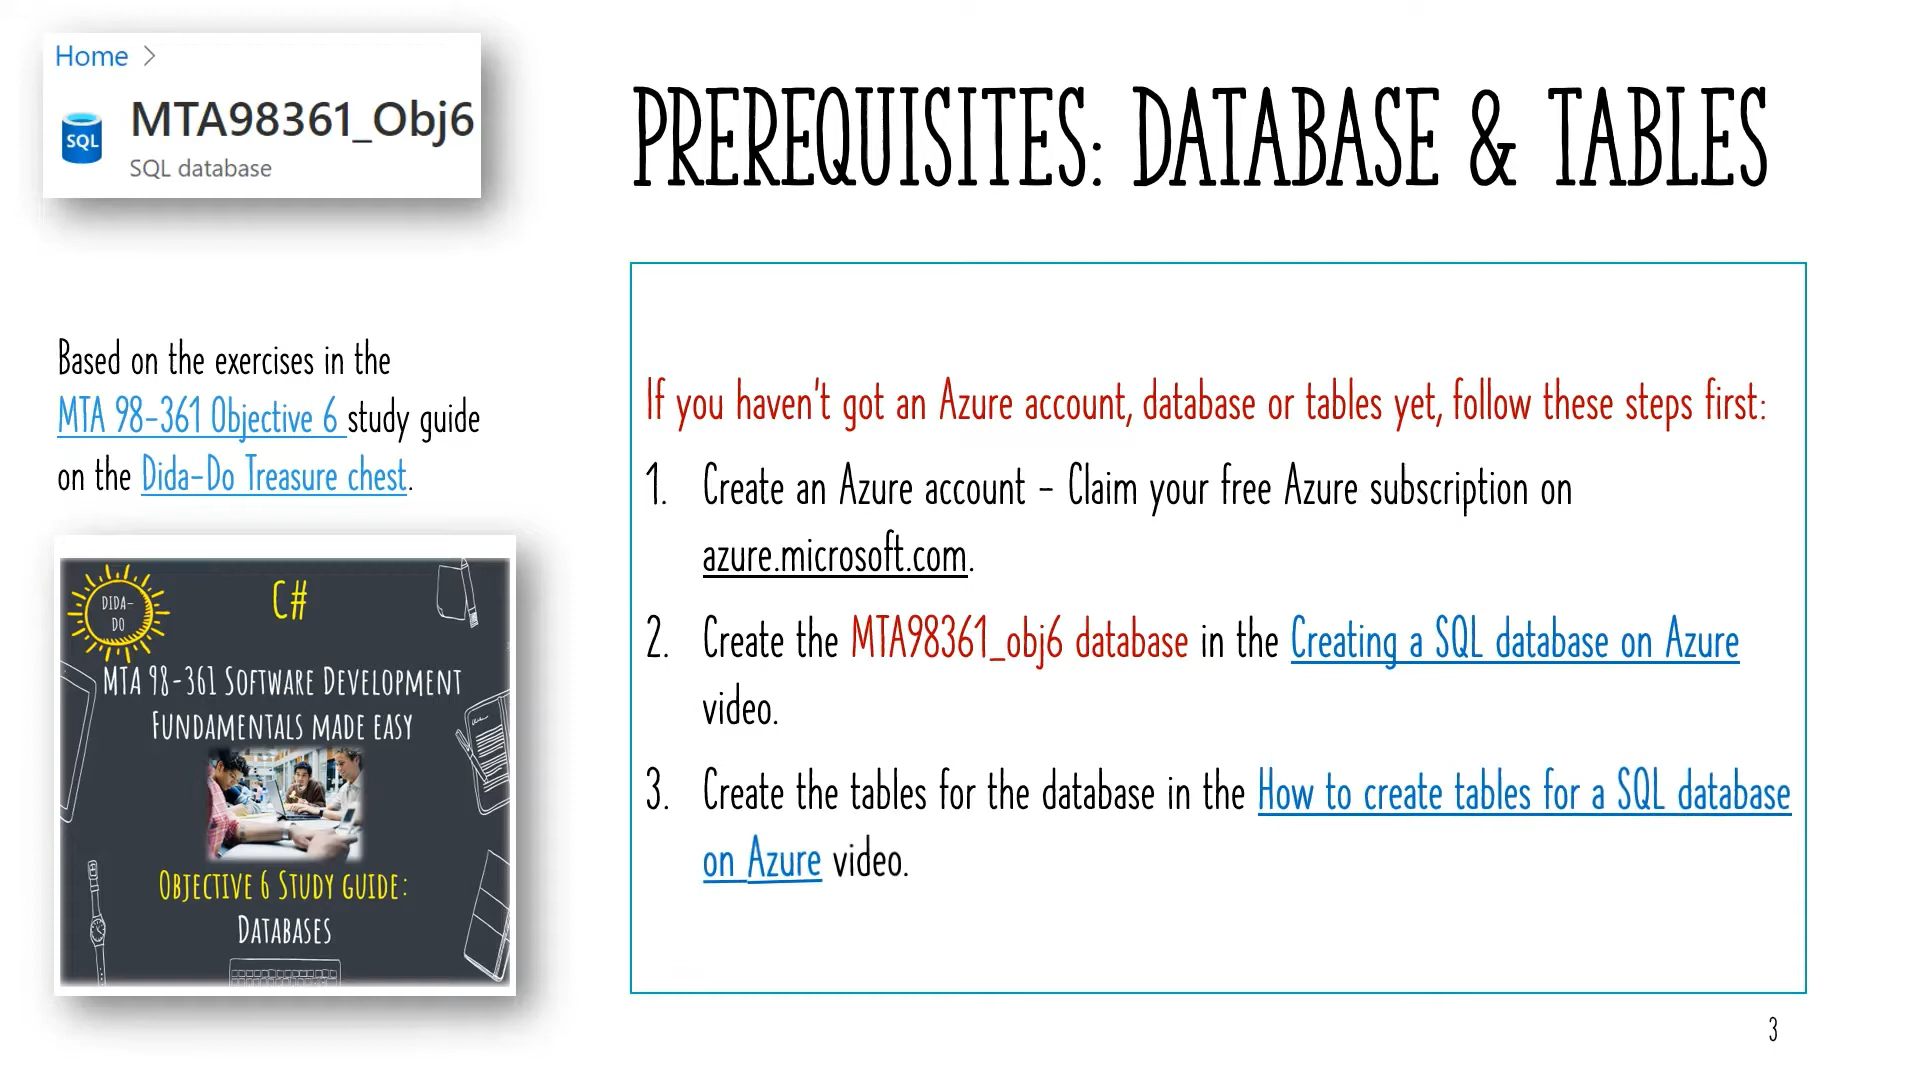 Home >
SQL
MTA98361_Obj6
SQL database
PREREQUISITES: DATABASE & TABLES
Based on the exercises in the
MTA 98-361 Objective 6 study guide
on the Dida-Do Treasure chest.
DIDA-
DO
C#
MTA 98-361 Software Development
Fundamentals made easy
Objective 6 Study guide:
Databases
If you haven't got an Azure account, database or tables yet, follow these steps first:
1. Create an Azure account – Claim your free Azure subscription on
azure.microsoft.com.
2. Create the MTA98361_obj6 database in the Creating a SQL database on Azure
video.
3. Create the tables for the database in the How to create tables for a SQL database
on Azure video.
3